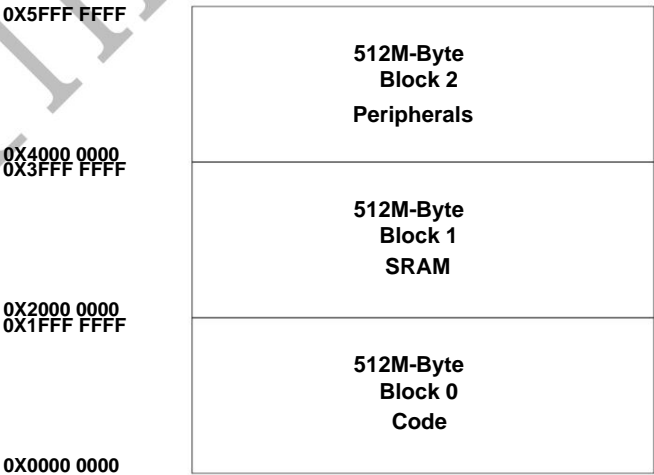 0X5FFF FFFF
512M-Byte
Block 2
Peripherals
0X4000 0000
0X3FFF FFFF
512M-Byte
Block 1
SRAM
0X2000 0000
0X1FFF FFFF
512M-Byte
Block 0
Code
0X0000 0000